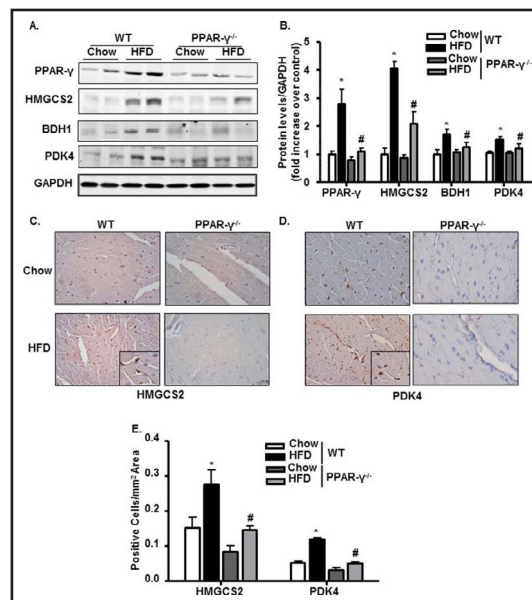 A.
WT PPAR-γ-/-
Chow HFD Chow HFD
PPAR-γ
HMGCS2
BDH1
PDK4
GAPDH
B.
Chow
HFD
WT
Chow
HFD
PPAR-γ-/-
Protein levels/GAPDH
(fold increase over control)
5
4
3
2
1
0
* * * *
# # # #
PPAR-γ HMGCS2 BDH1 PDK4
C.
WT PPAR-γ-/-
Chow
HFD
HMGCS2
D.
WT PPAR-γ-/-
PDK4
E.
Chow
HFD
WT
Chow
HFD
PPAR-γ-/-
Positive Cells/mm2 Area
0.4
0.3
0.2
0.1
0.0
* *
# #
HMGCS2 PDK4